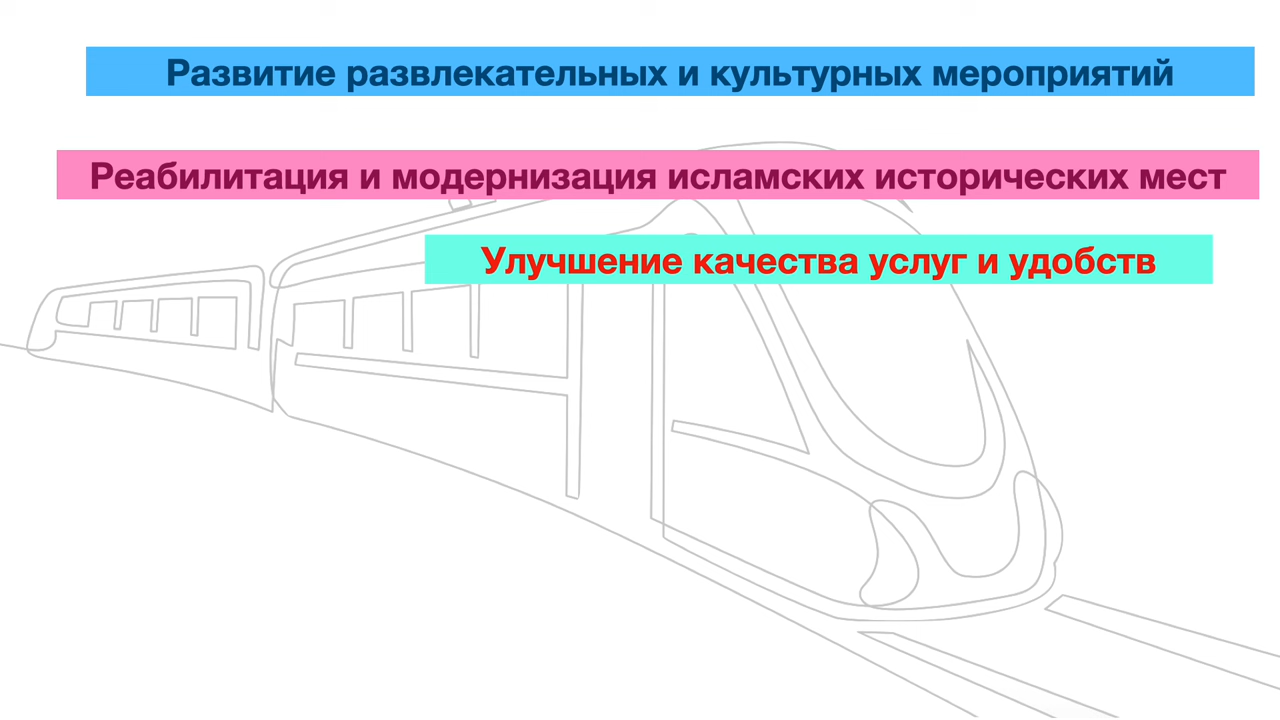 Развитие развлекательных и культурных мероприятий
Реабилитация и модернизация исламских исторических мест
Улучшение качества услуг и удобств